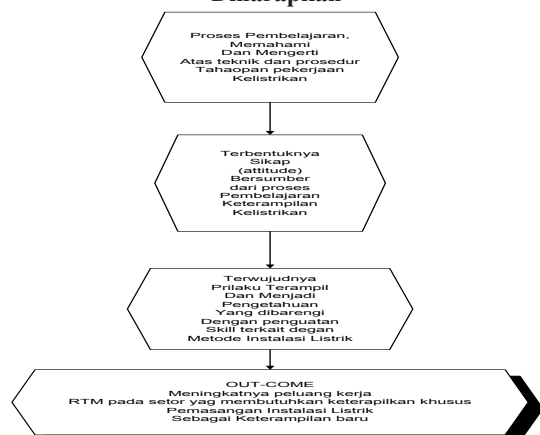 Proses Pembelajaran,
Memahami
Dan Mengerti
Atas teknik dan prosedur
Tahaopan pekerjaan
Kelistrikan
Terbentuknya
Sikap
(attitude)
Bersumber
dari proses
Pembelajaran
Keterampilan
Kelistrikan
Terwujudnya
Prilaku Terampil
Dan Menjadi
Pengetahuan
Yang dibarengi
Dengan penguatan
Skill terkait degan
Metode Instalasi Listrik
OUT-COME
Meningkatnya peluang kerja
RTM pada setor yag membutuhkan keterapilkan khusus
Pemasangan Instalasi Listrik
Sebagai Keterampilan baru